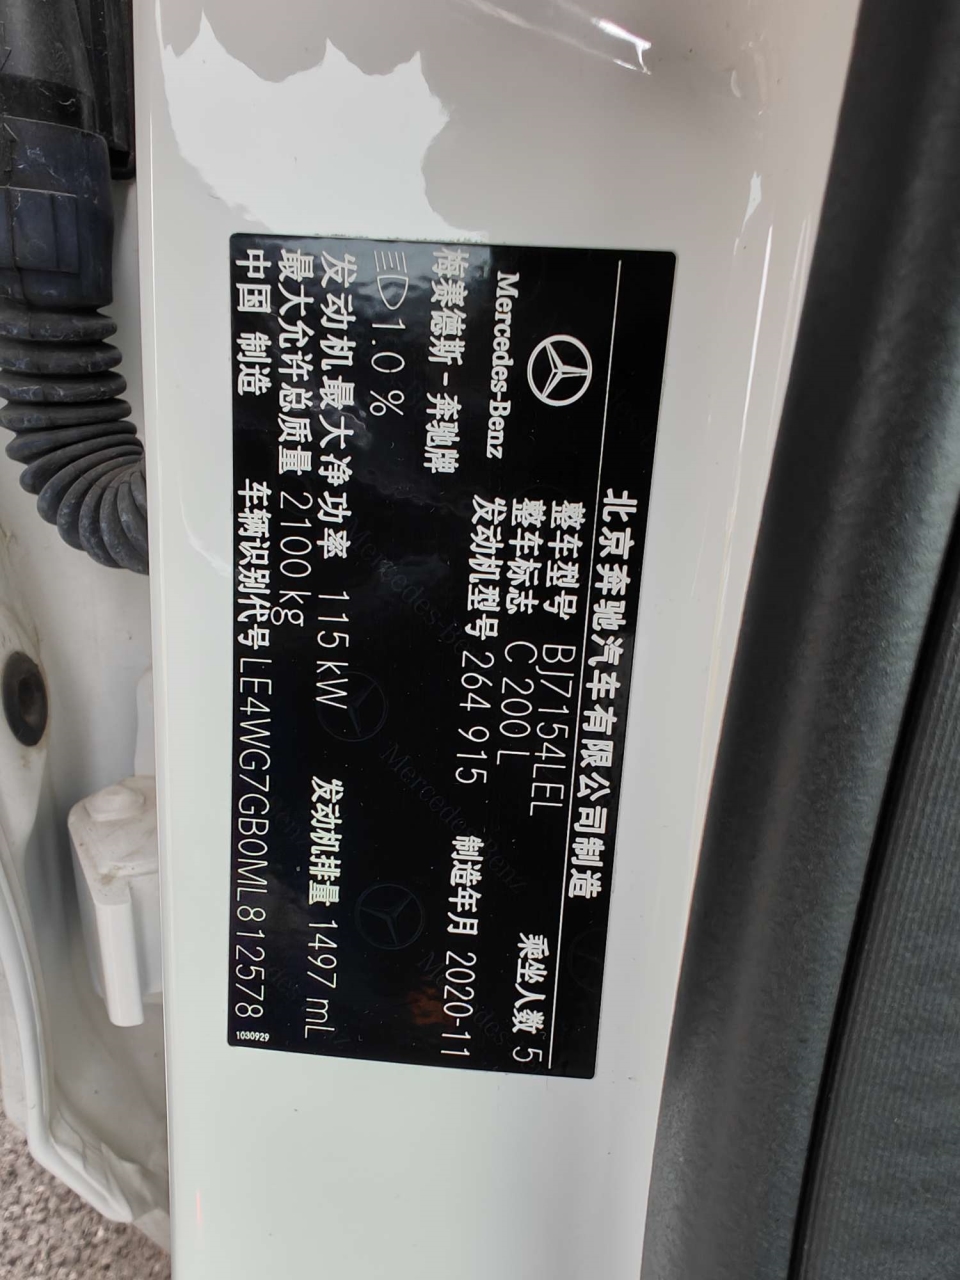 北京奔驰汽车有限公司制造
Mercedes-Benz
梅赛德斯-奔驰牌
整车型号 BJ7154LEL
乘坐人数 5
整车标志 C 200 L
发动机型号 264 915
制造年月 2020-11
1.0 %
发动机最大净功率 115 kW
发动机排量 1497 mL
最大允许总质量 2100 kg
中国 制造
车辆识别代号 LE4WG7GB0ML812578
1030929